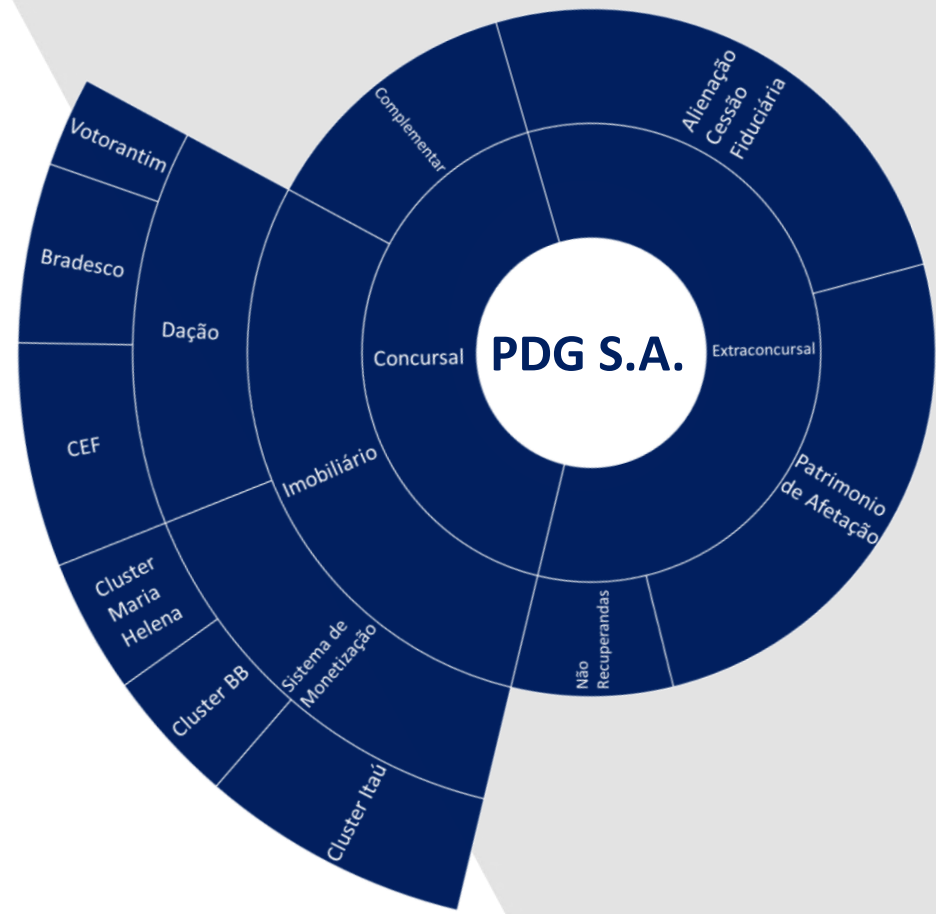 PDG S.A.
Concursal
Extraconcursal
Complementar
Imobiliário
Alienação
Cessão
Fiduciária
Patrimonio
de Afetação
Não
Recuperandas
Dação
Sistema de
Monetização
Votorantim
Bradesco
CEF
Cluster
Maria
Helena
Cluster BB
Cluster Itaú